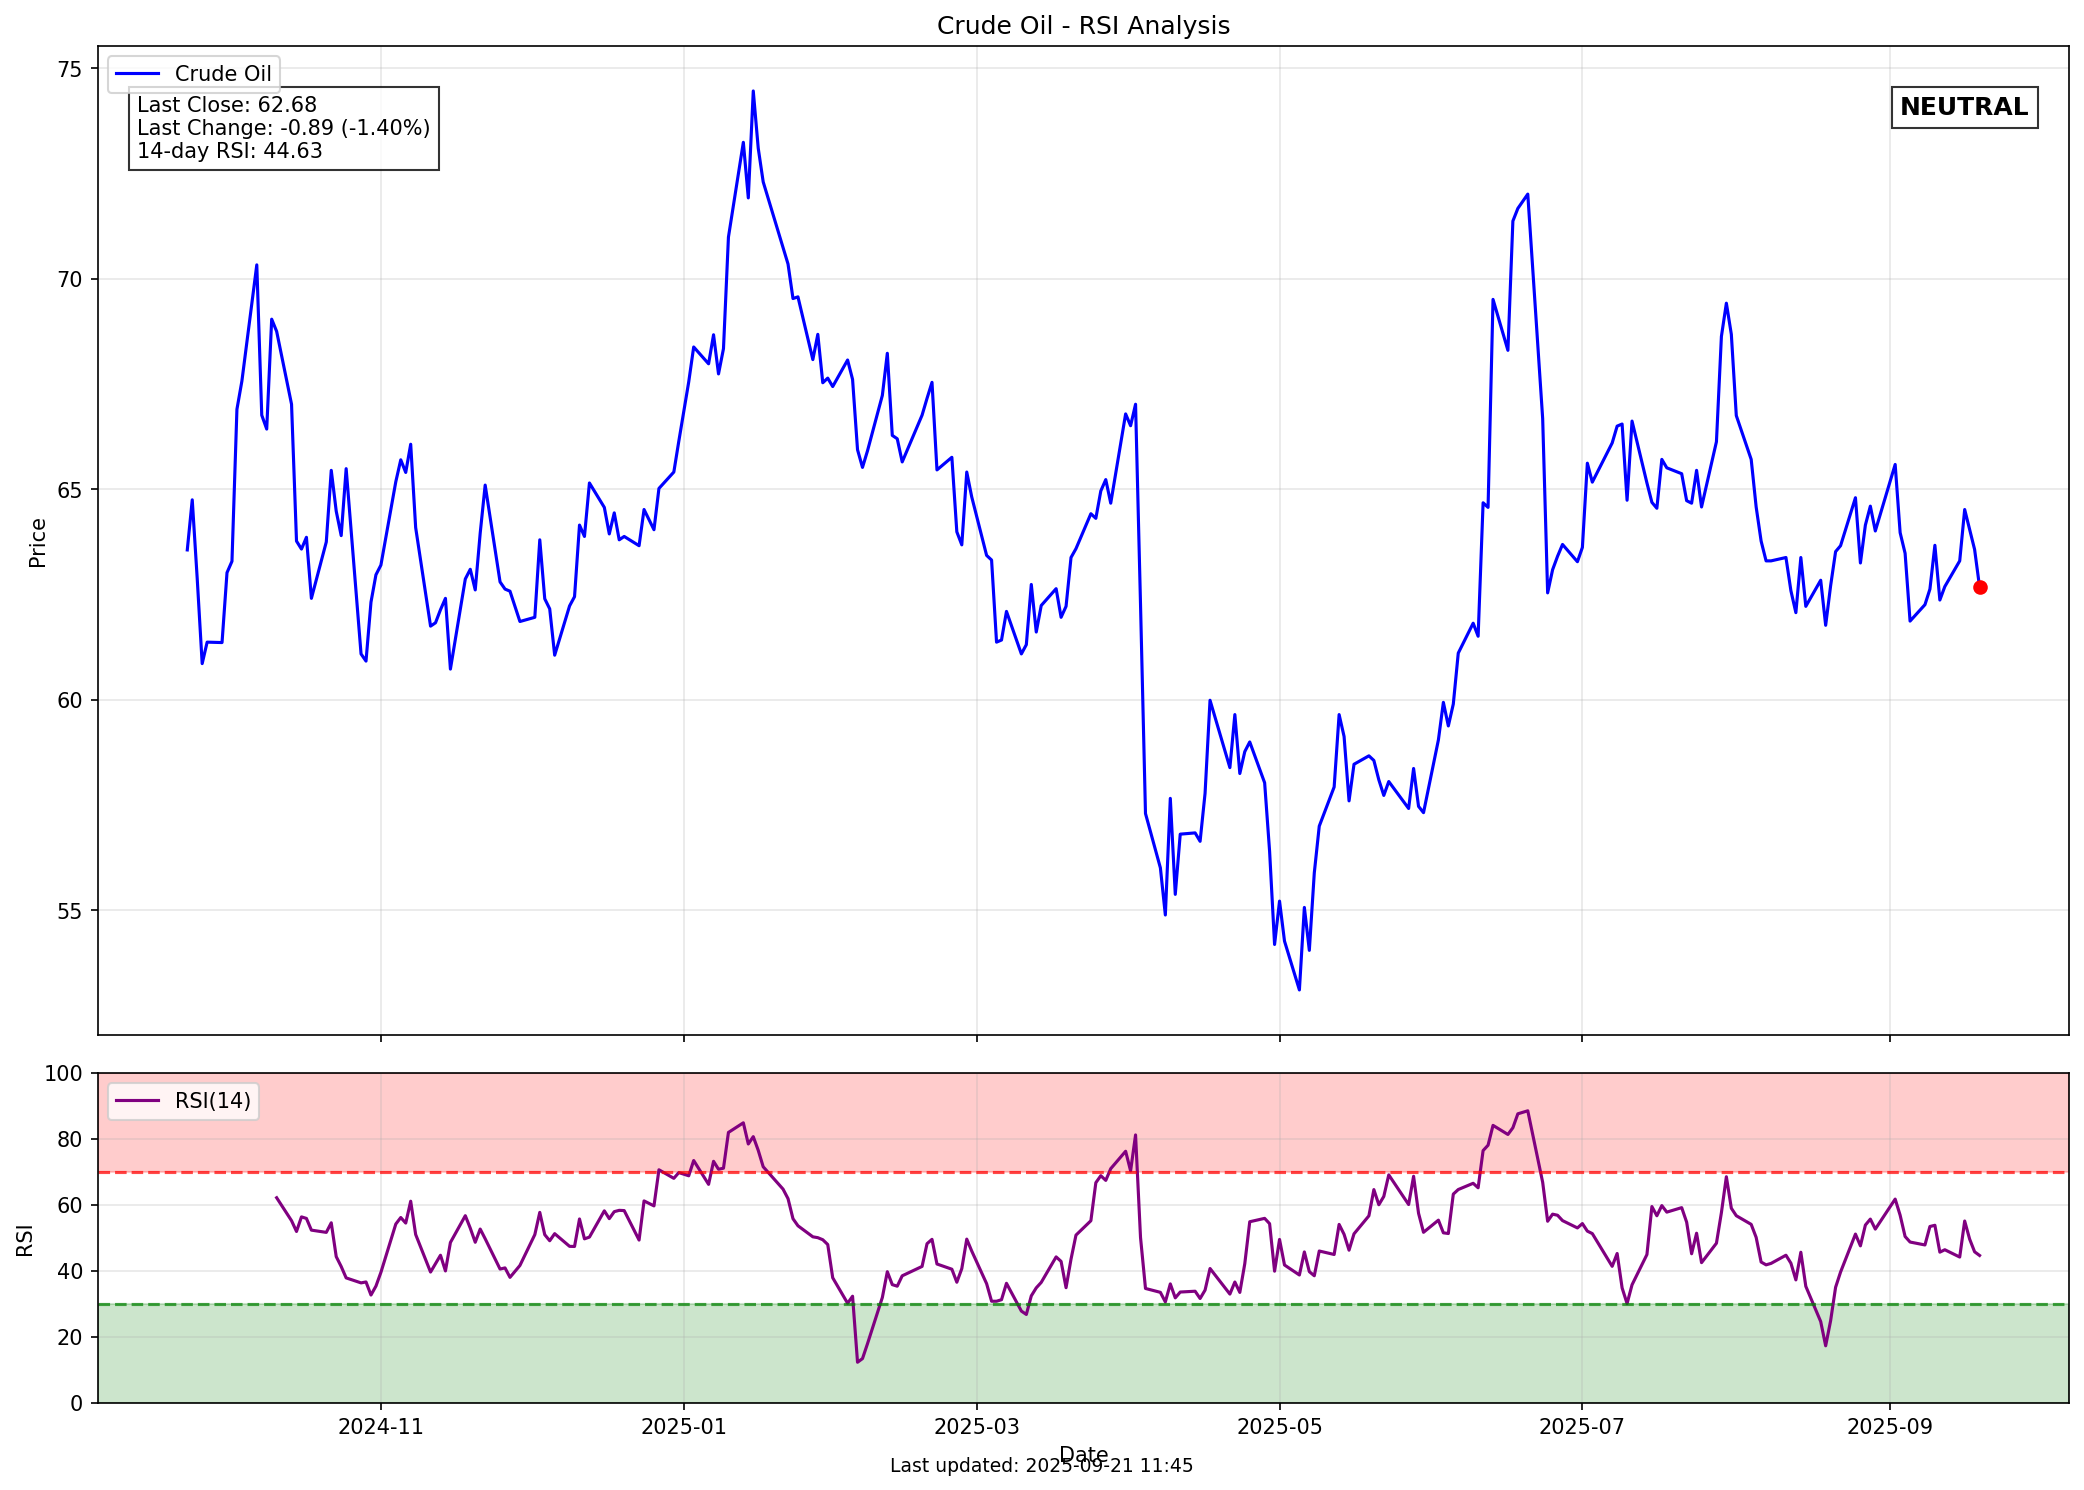 Crude Oil - RSI Analysis
75
Crude Oil
Last Close: 62.68
Last Change: -0.89 (-1.40%)
14-day RSI: 44.63
NEUTRAL
70
65
Price
60
55
100
RSI(14)
80
60
RSI
40
20
0
2024-11
2025-01
2025-03
2025-05
2025-07
2025-09
Date
Last updated: 2025-09-21 11:45